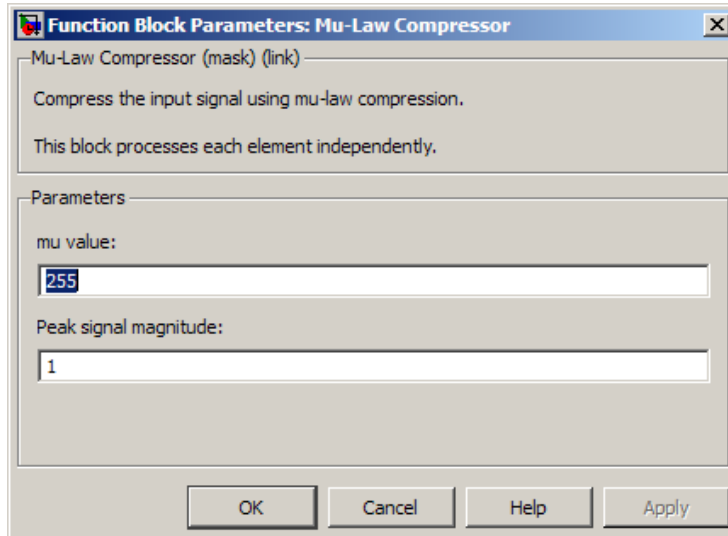 Function Block Parameters: Mu-Law Compressor
Mu-Law Compressor (mask) (link)
Compress the input signal using mu-law compression.
This block processes each element independently.
Parameters
mu value:
255
Peak signal magnitude:
1
OK Cancel Help Apply